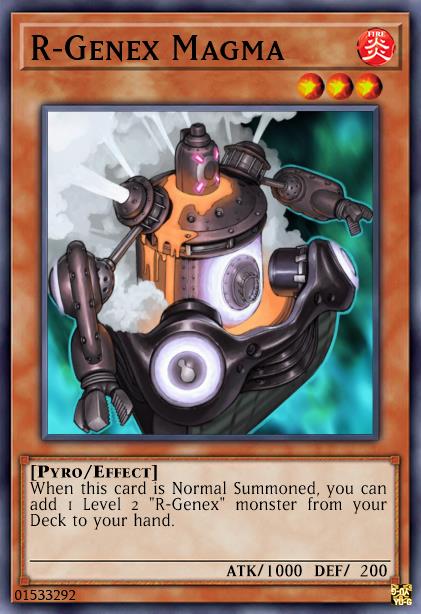 R-Genex Magma
FIRE
炎
[Pyro/Effect]
When this card is Normal Summoned, you can
add 1 Level 2 "R-Genex" monster from your
Deck to your hand.
ATK/1000 DEF/ 200
01533292